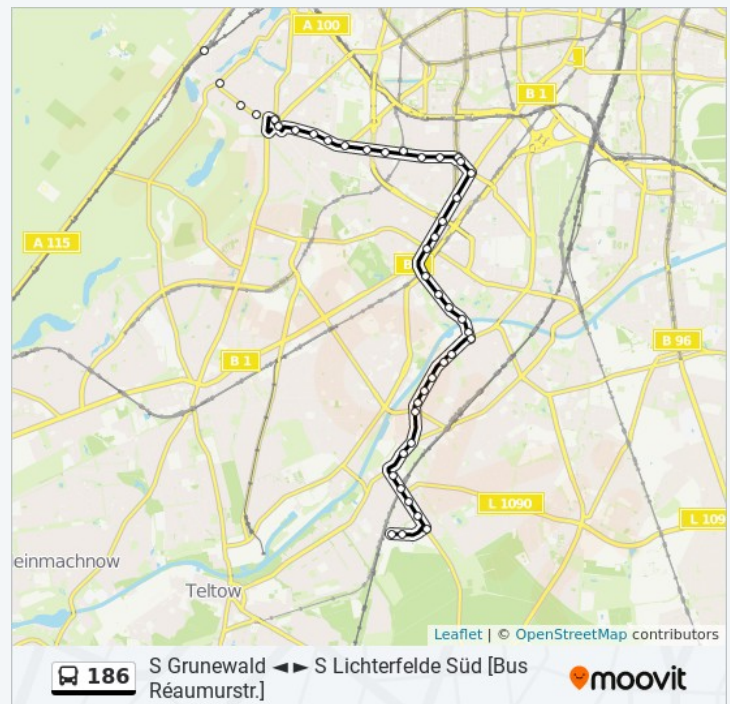 A 100
B 1
A 115
B
B 1
B 96
L 1090
L 109
einmachnow
Teltow
Leaflet | © OpenStreetMap contributors
186
S Grunewald ◄ ► S Lichterfelde Süd [Bus
Réaumurstr.]
moovit